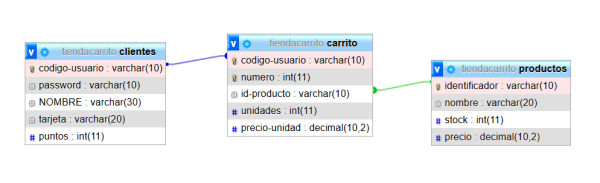 v tiendacarrito clientes
codigo-usuario : varchar(10)
password : varchar(10)
NOMBRE : varchar(30)
tarjeta : varchar(20)
# puntos : int(11)
v tiendacarrito carrito
codigo-usuario : varchar(10)
numero : int(11)
id-producto : varchar(10)
# unidades : int(11)
# precio-unidad : decimal(10,2)
v tiendacarrito productos
identificador : varchar(10)
nombre : varchar(20)
# stock : int(11)
# precio : decimal(10,2)